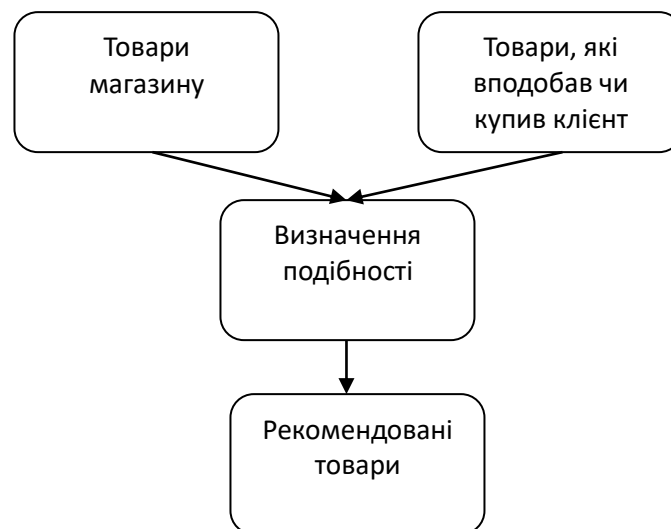 Товари
магазину
Товари, які
вподобав чи
купив клієнт
Визначення
подібності
Рекомендовані
товари